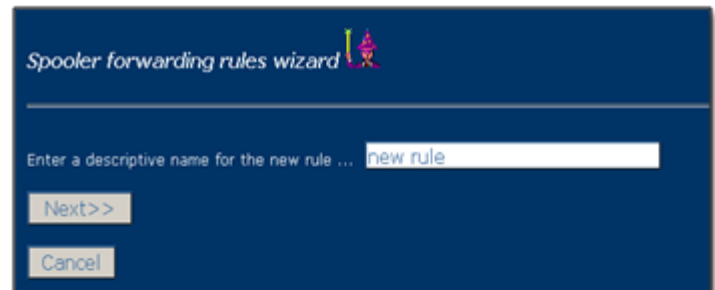 Spooler forwarding rules wizard
Enter a descriptive name for the new rule ... new rule
Next>>
Cancel